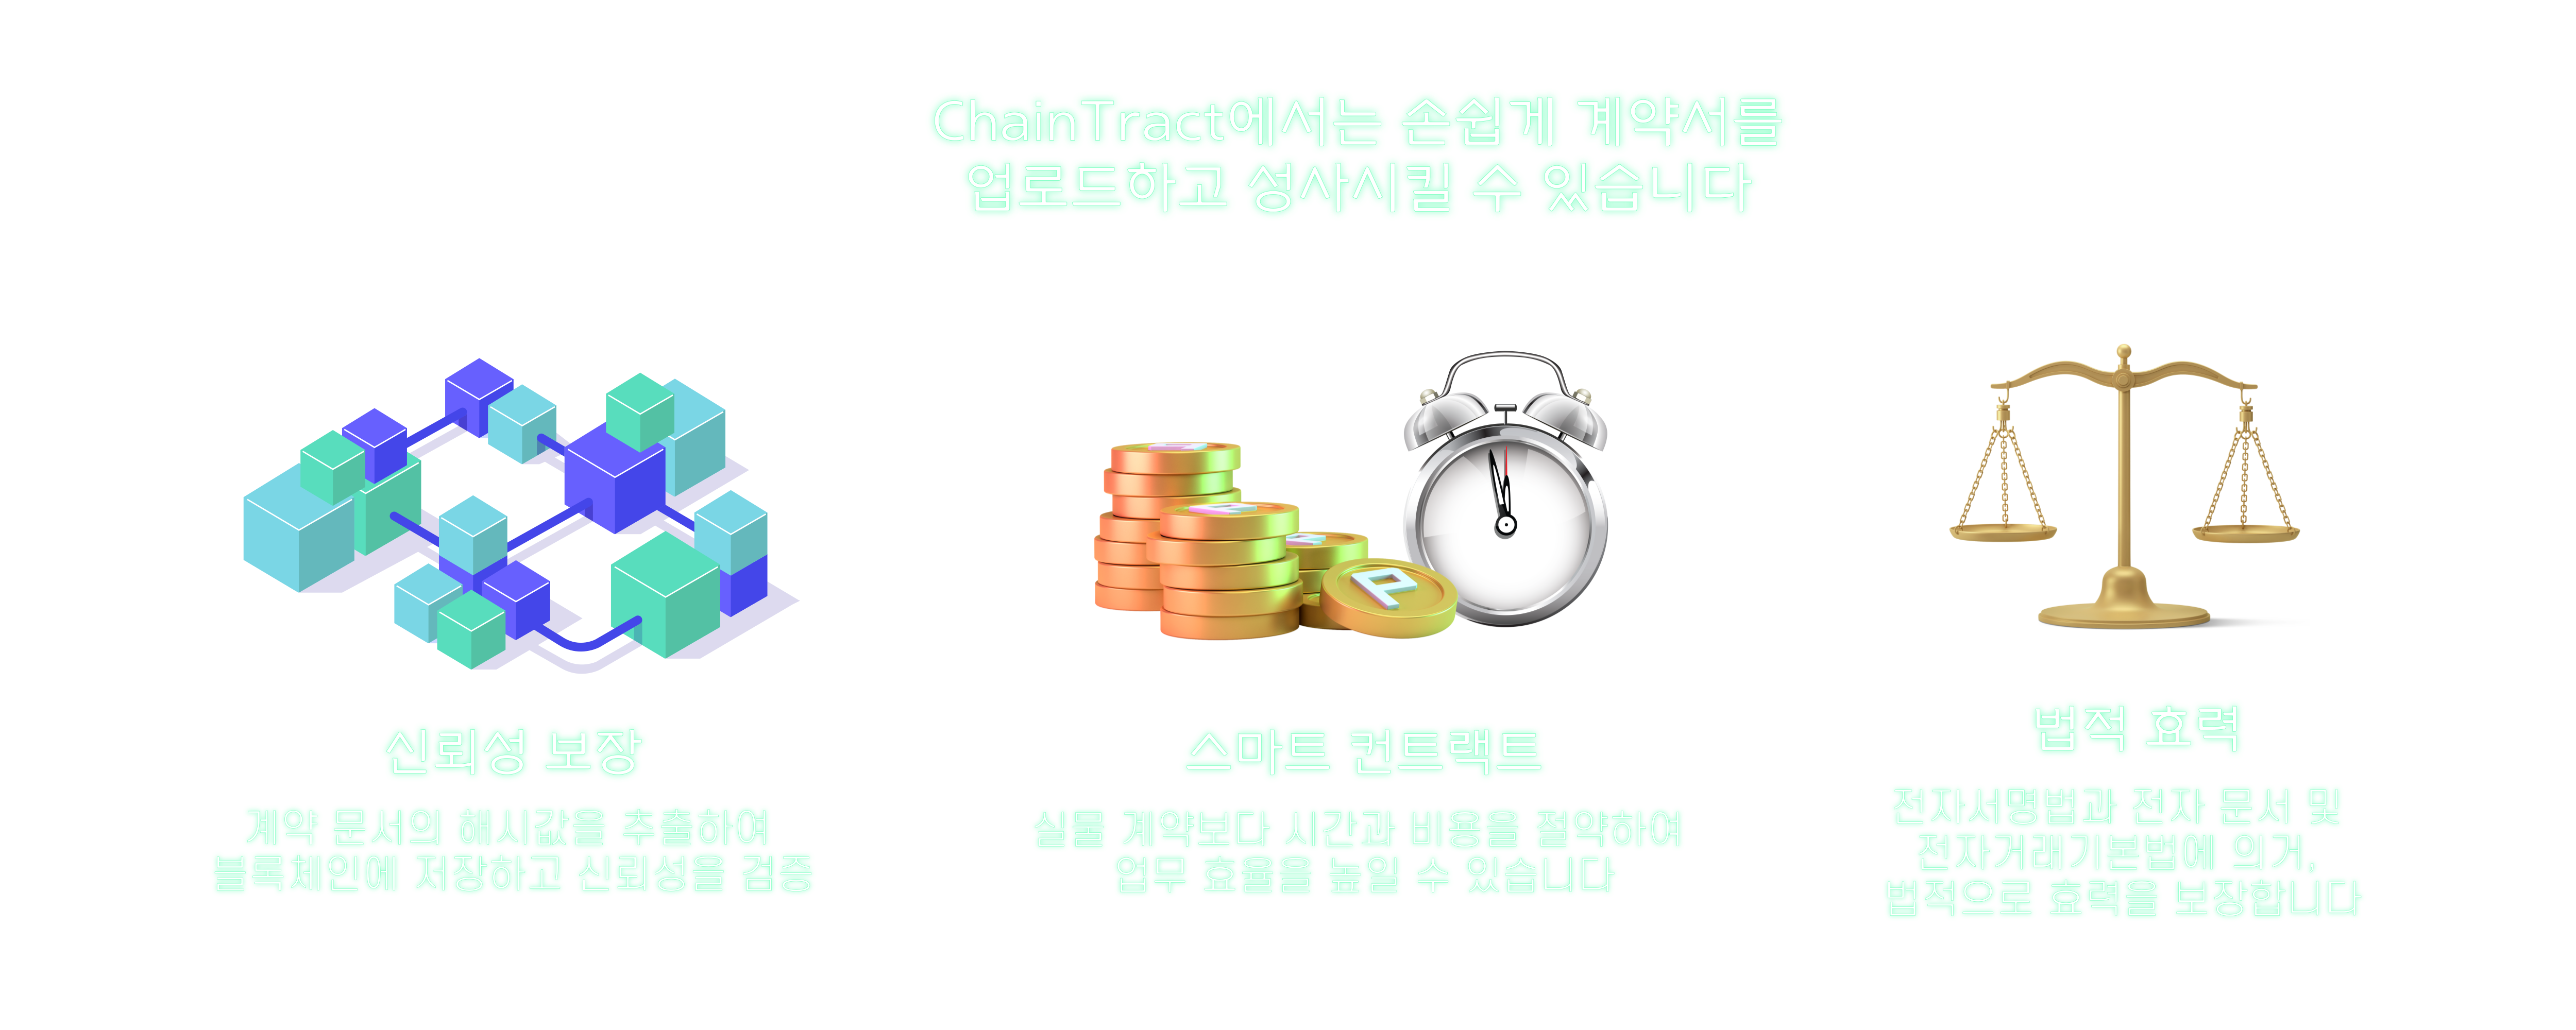 ChainTract에서는 손쉽게 계약서를
업로드하고 성사시킬 수 있습니다
신뢰성 보장
계약 문서의 해시값을 추출하여
블록체인에 저장하고 신뢰성을 검증
P
스마트 컨트랙트
실물 계약보다 시간과 비용을 절약하여
업무 효율을 높일 수 있습니다
법적 효력
전자서명법과 전자 문서 및
전자거래기본법에 의거,
법적으로 효력을 보장합니다